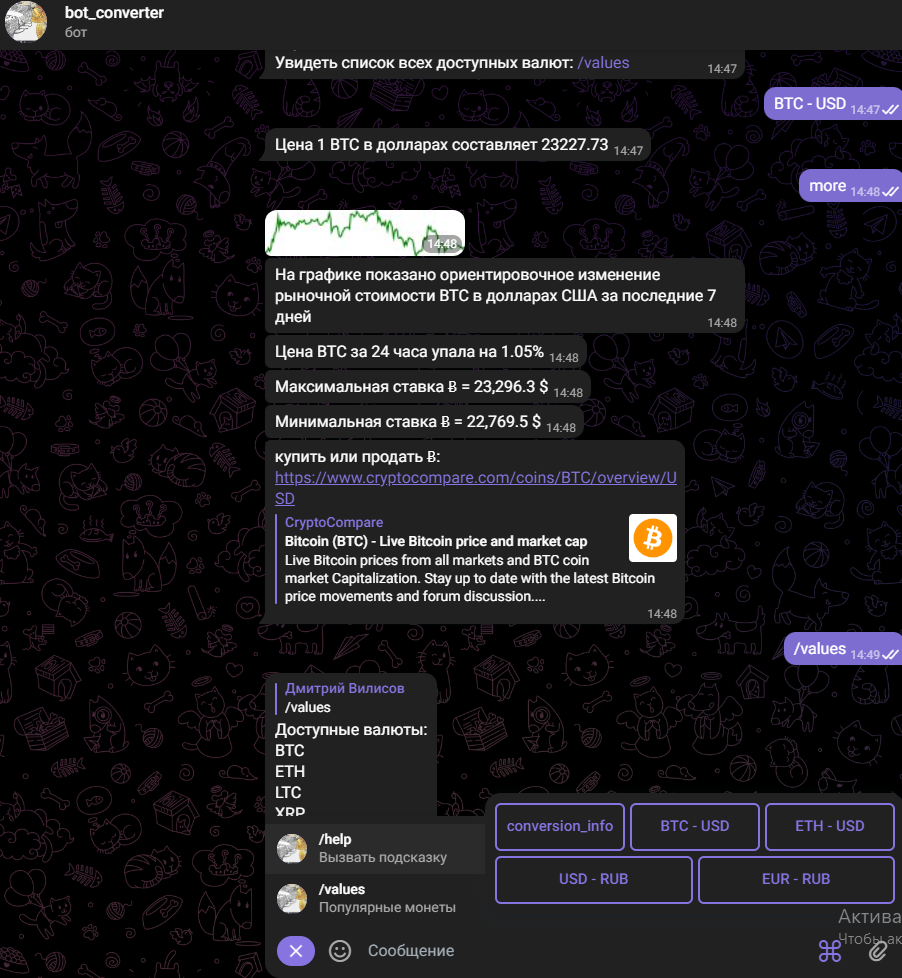 bot_converter
бот
Увидеть список всех доступных валют: /values
14:47
BTC - USD 14:47
Цена 1 BTC в долларах составляет 23227.73 14:47
more 14:48
14:48
На графике показано ориентировочное изменение
рыночной стоимости BTC в долларах США за последние 7
дней
14:48
Цена BTC за 24 часа упала на 1.05% 14:48
Максимальная ставка Ƀ = 23,296.3 $ 14:48
Минимальная ставка Ƀ = 22,769.5 $ 14:48
купить или продать Ƀ:
https://www.cryptocompare.com/coins/BTC/overview/U
SD
CryptoCompare
Bitcoin (BTC) - Live Bitcoin price and market cap
Live Bitcoin prices from all markets and BTC coin
market Capitalization. Stay up to date with the latest Bitcoin
price movements and forum discussion....
14:48
/values 14:49
Дмитрий Вилисов
/values
Доступные валюты:
BTC
ETH
LTC
XRP
/help
Вызвать подсказку
/values
Популярные монеты
conversion_info
BTC - USD
ETH - USD
USD - RUB
EUR - RUB
Актива
Чтобы ак
Сообщение